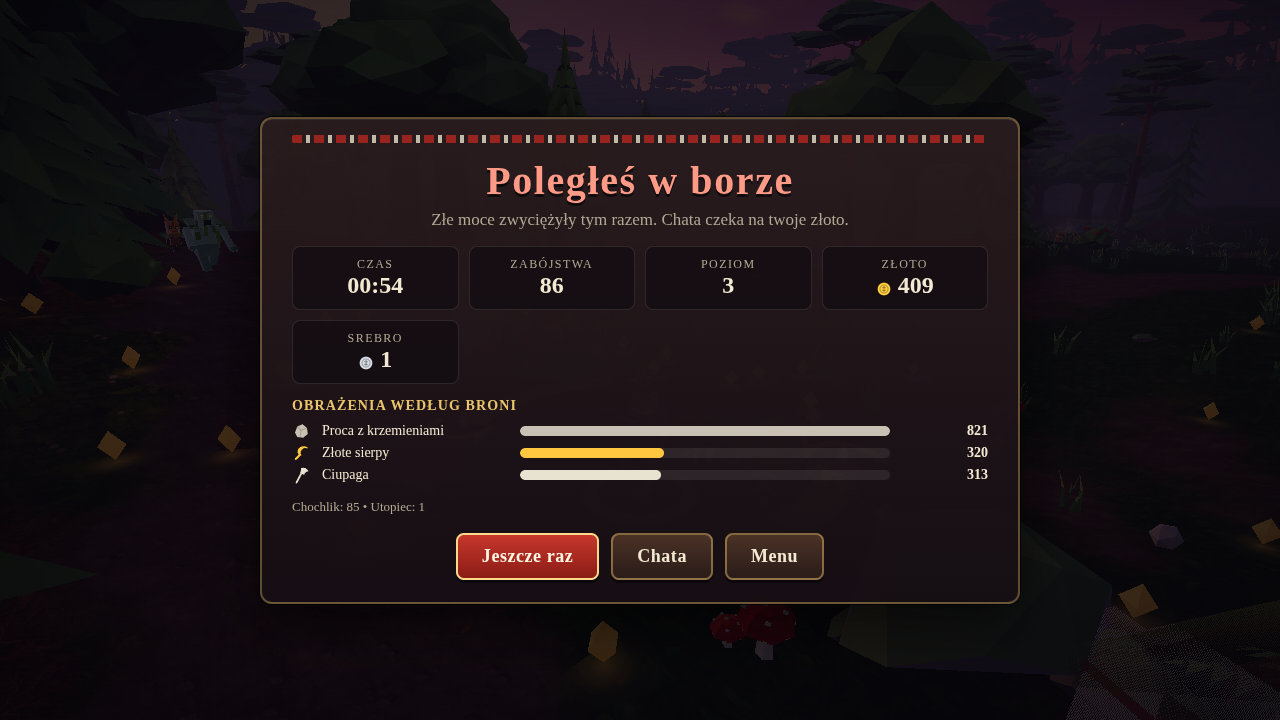 Poległeś w borze
Złe moce zwyciężyły tym razem. Chata czeka na twoje złoto.
CZAS
00:54
ZABÓJSTWA
86
POZIOM
3
ZŁOTO
409
SREBRO
1
OBRAŻENIA WEDŁUG BRONI
Proca z krzemieniami 821
Złote sierpy 320
Ciupaga 313
Chochlik: 85 • Utopiec: 1
Jeszcze raz
Chata
Menu